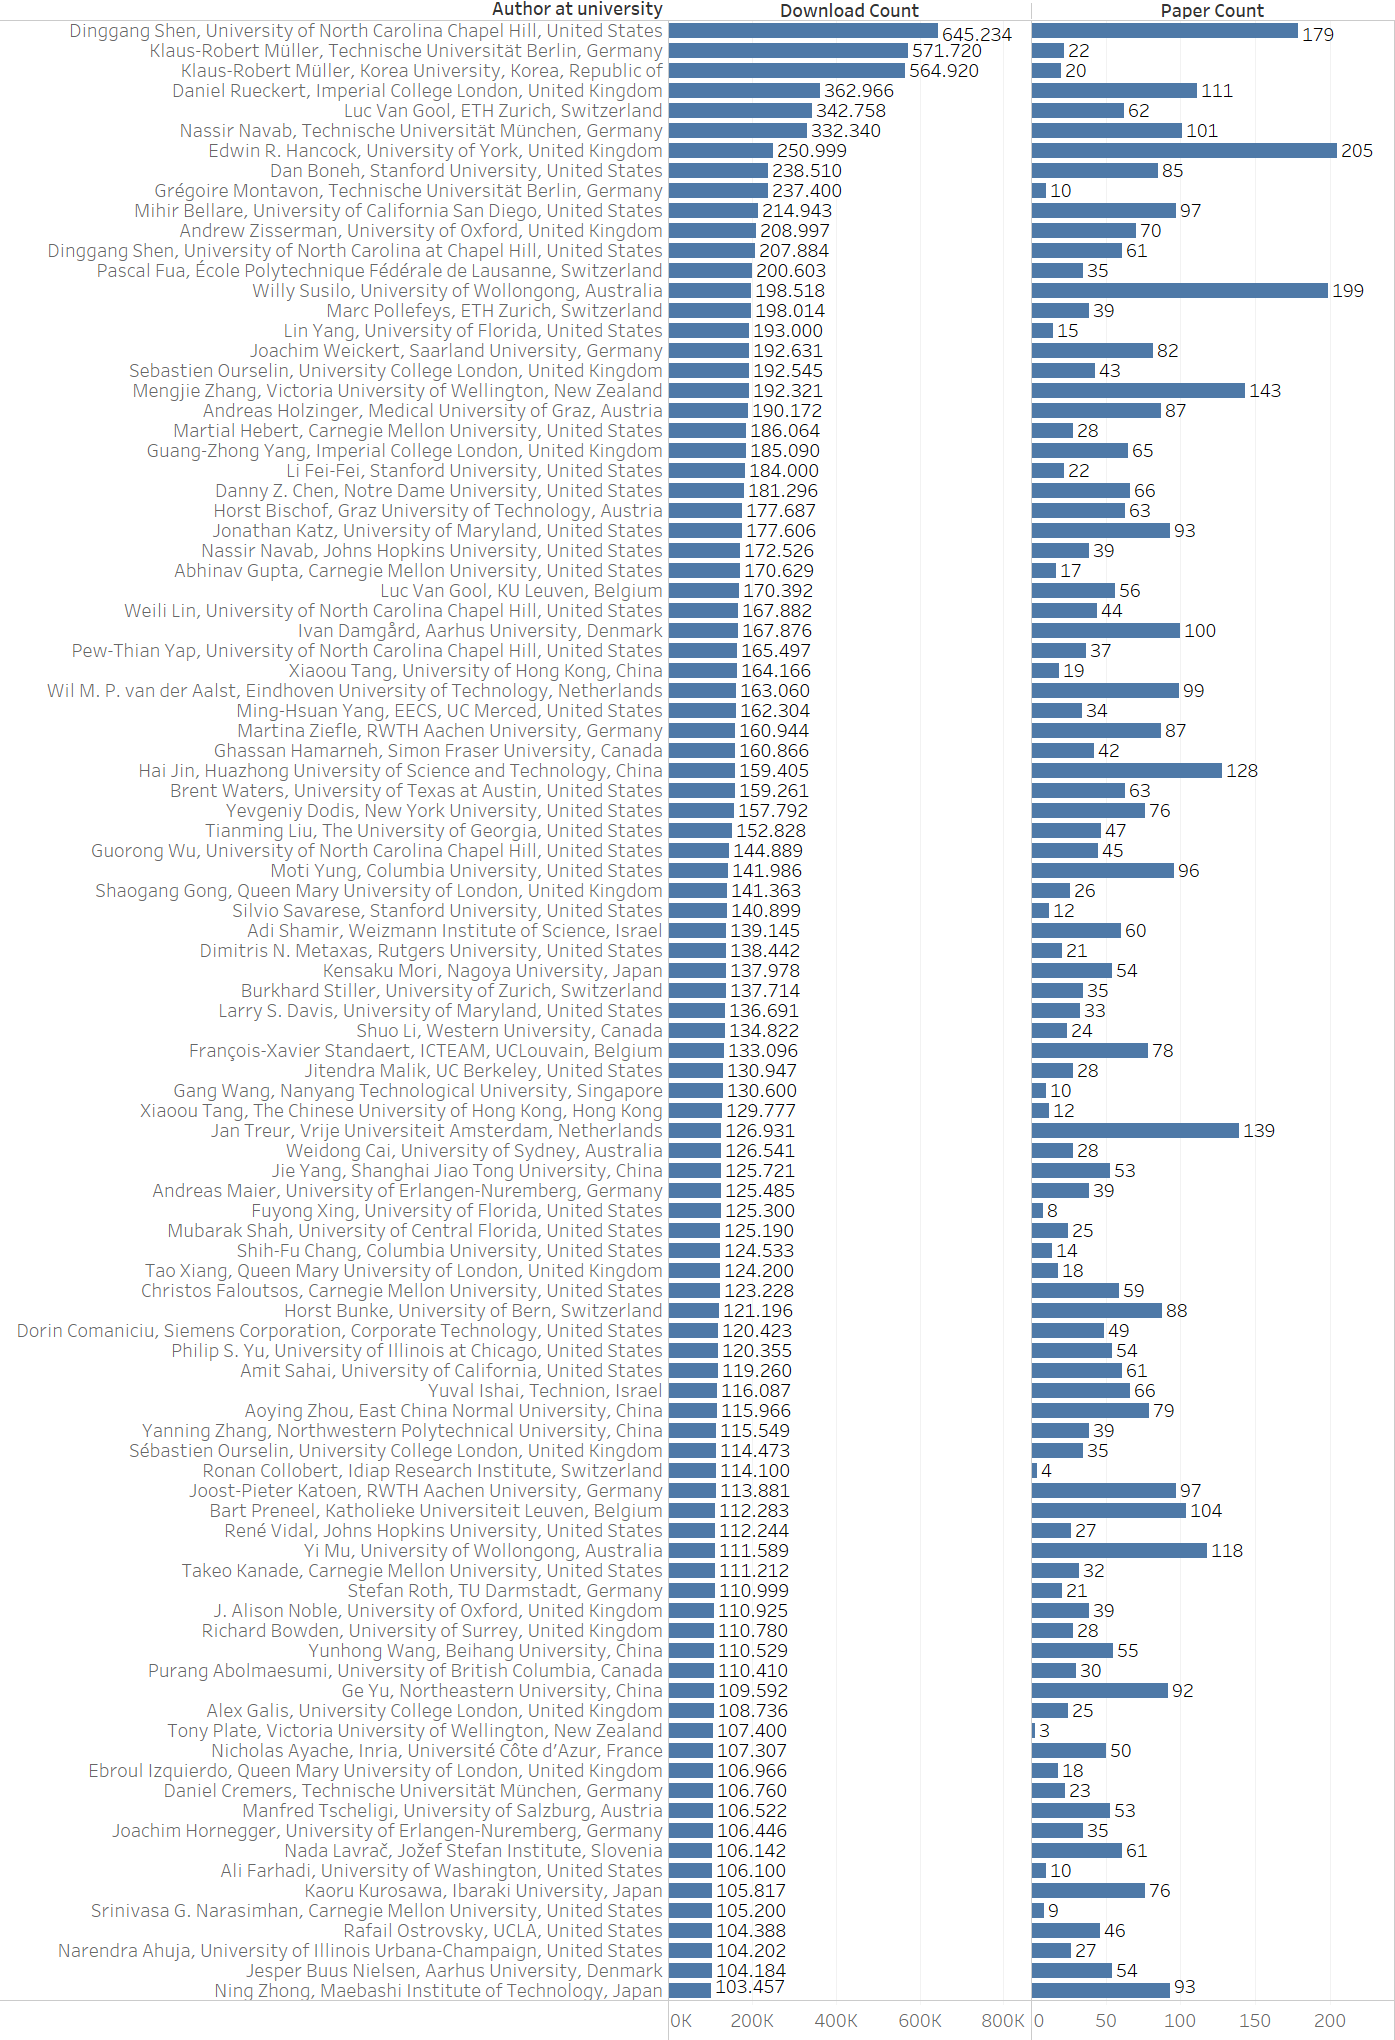 Author at university Download Count Paper Count
Dinggang Shen, University of North Carolina Chapel Hill, United States 645.234 179
Klaus-Robert Müller, Technische Universität Berlin, Germany 571.720 22
Klaus-Robert Müller, Korea University, Korea, Republic of 564.920 20
Daniel Rueckert, Imperial College London, United Kingdom 362.966 111
Luc Van Gool, ETH Zurich, Switzerland 342.758 62
Nassir Navab, Technische Universität München, Germany 332.340 101
Edwin R. Hancock, University of York, United Kingdom 250.999 205
Dan Boneh, Stanford University, United States 238.510 85
Grégoire Montavon, Technische Universität Berlin, Germany 237.400 10
Mihir Bellare, University of California San Diego, United States 214.943 97
Andrew Zisserman, University of Oxford, United Kingdom 208.997 70
Dinggang Shen, University of North Carolina at Chapel Hill, United States 207.884 61
Pascal Fua, École Polytechnique Fédérale de Lausanne, Switzerland 200.603 35
Willy Susilo, University of Wollongong, Australia 198.518 199
Marc Pollefeys, ETH Zurich, Switzerland 198.014 39
Lin Yang, University of Florida, United States 193.000 15
Joachim Weickert, Saarland University, Germany 192.631 82
Sebastien Ourselin, University College London, United Kingdom 192.545 43
Mengjie Zhang, Victoria University of Wellington, New Zealand 192.321 143
Andreas Holzinger, Medical University of Graz, Austria 190.172 87
Martial Hebert, Carnegie Mellon University, United States 186.064 28
Guang-Zhong Yang, Imperial College London, United Kingdom 185.090 65
Li Fei-Fei, Stanford University, United States 184.000 22
Danny Z. Chen, Notre Dame University, United States 181.296 66
Horst Bischof, Graz University of Technology, Austria 177.687 63
Jonathan Katz, University of Maryland, United States 177.606 93
Nassir Navab, Johns Hopkins University, United States 172.526 39
Abhinav Gupta, Carnegie Mellon University, United States 170.629 17
Luc Van Gool, KU Leuven, Belgium 170.392 56
Weili Lin, University of North Carolina Chapel Hill, United States 167.882 44
Ivan Damgård, Aarhus University, Denmark 167.876 100
Pew-Thian Yap, University of North Carolina Chapel Hill, United States 165.497 37
Xiaoou Tang, University of Hong Kong, China 164.166 19
Wil M. P. van der Aalst, Eindhoven University of Technology, Netherlands 163.060 99
Ming-Hsuan Yang, EECS, UC Merced, United States 162.304 34
Martina Ziefle, RWTH Aachen University, Germany 160.944 87
Ghassan Hamarneh, Simon Fraser University, Canada 160.866 42
Hai Jin, Huazhong University of Science and Technology, China 159.405 128
Brent Waters, University of Texas at Austin, United States 159.261 63
Yevgeniy Dodis, New York University, United States 157.792 76
Tianming Liu, The University of Georgia, United States 152.828 47
Guorong Wu, University of North Carolina Chapel Hill, United States 144.889 45
Moti Yung, Columbia University, United States 141.986 96
Shaogang Gong, Queen Mary University of London, United Kingdom 141.363 26
Silvio Savarese, Stanford University, United States 140.899 12
Adi Shamir, Weizmann Institute of Science, Israel 139.145 60
Dimitris N. Metaxas, Rutgers University, United States 138.442 21
Kensaku Mori, Nagoya University, Japan 137.978 54
Burkhard Stiller, University of Zurich, Switzerland 137.714 35
Larry S. Davis, University of Maryland, United States 136.691 33
Shuo Li, Western University, Canada 134.822 24
François-Xavier Standaert, ICTEAM, UCLouvain, Belgium 133.096 78
Jitendra Malik, UC Berkeley, United States 130.947 28
Gang Wang, Nanyang Technological University, Singapore 130.600 10
Xiaoou Tang, The Chinese University of Hong Kong, Hong Kong 129.777 12
Jan Treur, Vrije Universiteit Amsterdam, Netherlands 126.931 139
Weidong Cai, University of Sydney, Australia 126.541 28
Jie Yang, Shanghai Jiao Tong University, China 125.721 53
Andreas Maier, University of Erlangen-Nuremberg, Germany 125.485 39
Fuyong Xing, University of Florida, United States 125.300 8
Mubarak Shah, University of Central Florida, United States 125.190 25
Shih-Fu Chang, Columbia University, United States 124.533 14
Tao Xiang, Queen Mary University of London, United Kingdom 124.200 18
Christos Faloutsos, Carnegie Mellon University, United States 123.228 59
Horst Bunke, University of Bern, Switzerland 121.196 88
Dorin Comaniciu, Siemens Corporation, Corporate Technology, United States 120.423 49
Philip S. Yu, University of Illinois at Chicago, United States 120.355 54
Amit Sahai, University of California, United States 119.260 61
Yuval Ishai, Technion, Israel 116.087 66
Aoying Zhou, East China Normal University, China 115.966 79
Yanning Zhang, Northwestern Polytechnical University, China 115.549 39
Sébastien Ourselin, University College London, United Kingdom 114.473 35
Ronan Collobert, Idiap Research Institute, Switzerland 114.100 4
Joost-Pieter Katoen, RWTH Aachen University, Germany 113.881 97
Bart Preneel, Katholieke Universiteit Leuven, Belgium 112.283 104
René Vidal, Johns Hopkins University, United States 112.244 27
Yi Mu, University of Wollongong, Australia 111.589 118
Takeo Kanade, Carnegie Mellon University, United States 111.212 32
Stefan Roth, TU Darmstadt, Germany 110.999 21
J. Alison Noble, University of Oxford, United Kingdom 110.925 39
Richard Bowden, University of Surrey, United Kingdom 110.780 28
Yunhong Wang, Beihang University, China 110.529 55
Purang Abolmaesumi, University of British Columbia, Canada 110.410 30
Ge Yu, Northeastern University, China 109.592 92
Alex Galis, University College London, United Kingdom 108.736 25
Tony Plate, Victoria University of Wellington, New Zealand 107.400 3
Nicholas Ayache, Inria, Université Côte d’Azur, France 107.307 50
Ebroul Izquierdo, Queen Mary University of London, United Kingdom 106.966 18
Daniel Cremers, Technische Universität München, Germany 106.760 23
Manfred Tscheligi, University of Salzburg, Austria 106.522 53
Joachim Hornegger, University of Erlangen-Nuremberg, Germany 106.446 35
Nada Lavrač, Jožef Stefan Institute, Slovenia 106.142 61
Ali Farhadi, University of Washington, United States 106.100 10
Kaoru Kurosawa, Ibaraki University, Japan 105.817 76
Srinivasa G. Narasimhan, Carnegie Mellon University, United States 105.200 9
Rafail Ostrovsky, UCLA, United States 104.388 46
Narendra Ahuja, University of Illinois Urbana-Champaign, United States 104.202 27
Jesper Buus Nielsen, Aarhus University, Denmark 104.184 54
Ning Zhong, Maebashi Institute of Technology, Japan 103.457 93
0K 200K 400K 600K 800K 0 50 100 150 200